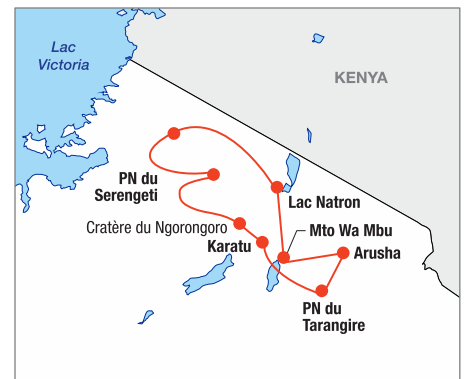 Lac
Victoria
KENYA
PN du
Serengeti
Lac Natron
Cratère du Ngorongoro
Mto Wa Mbu
Karatu
Arusha
PN du
Tarangire